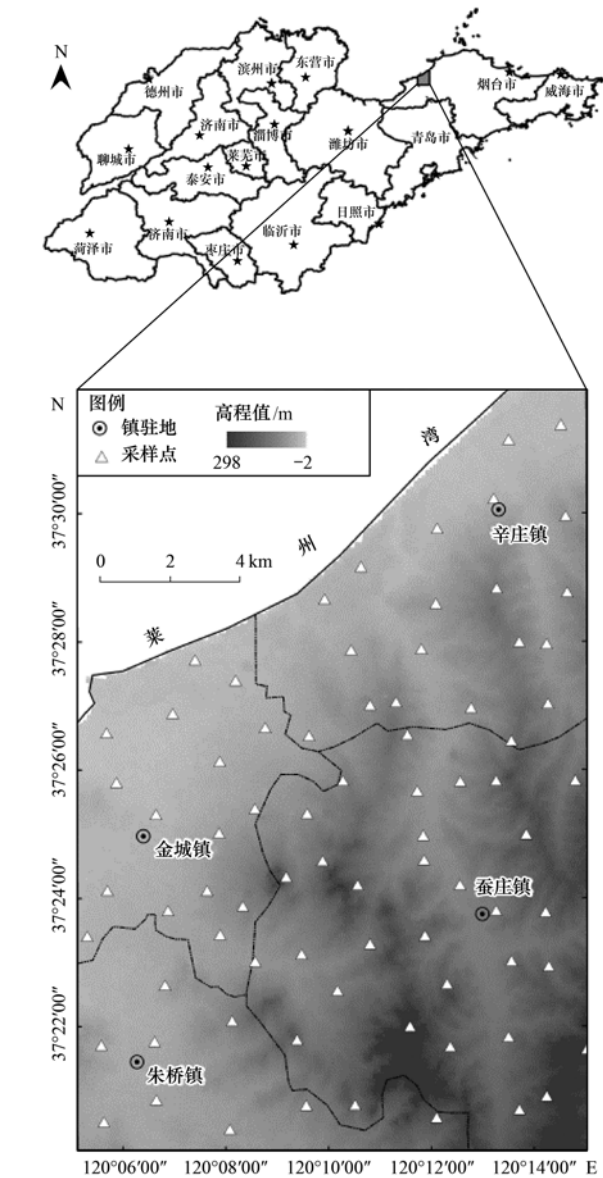 N
德州市
滨州市
东营市
烟台市
威海市
济南市
淄博市
潍坊市
青岛市
聊城市
莱芜市
泰安市
日照市
菏泽市
济南市
临沂市
枣庄市
N
图例
镇驻地
采样点
高程值/m
298 −2
湾
州
莱
0 2 4 km
辛庄镇
金城镇
蚕庄镇
朱桥镇
37°30′00″
37°28′00″
37°26′00″
37°24′00″
37°22′00″
120°06′00″ 120°08′00″ 120°10′00″ 120°12′00″ 120°14′00″ E